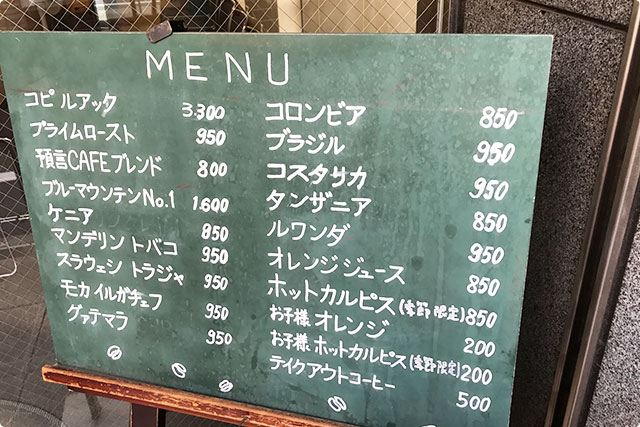 MENU
コピルアック 3.300
プライムロースト 950
預言CAFEブレンド 800
ブルーマウンテンNo.1 1.600
ケニア 850
マンデリン トバコ 950
スラウェシ トラジャ 950
モカイルガチェフ 950
グァテマラ 950
コロンビア 850
ブラジル 950
コスタリカ 950
タンザニア 850
ルワンダ 950
オレンジジュース 850
ホットカルピス(季節限定) 850
お子様オレンジ 200
お子様ホットカルピス(季節限定) 200
テイクアウトコーヒー 500